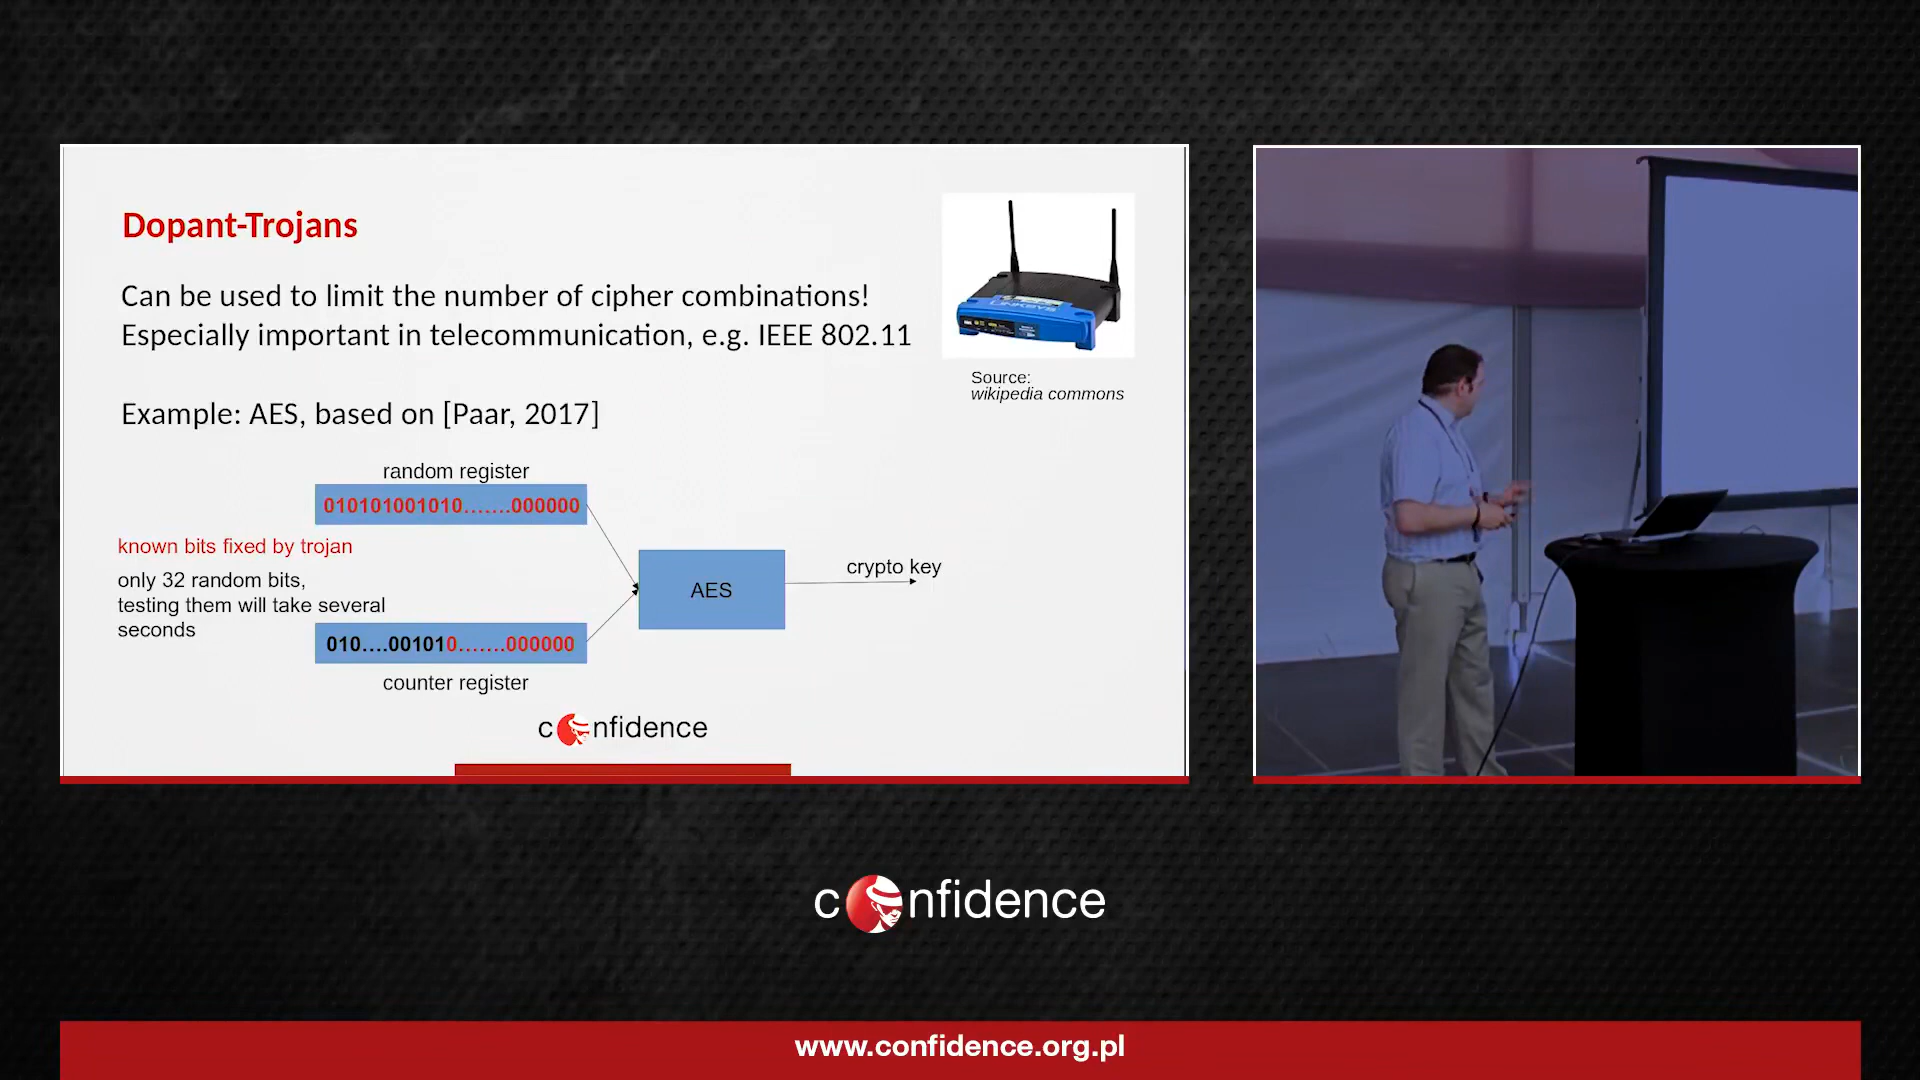 Dopant-Trojans
Can be used to limit the number of cipher combinations!
Especially important in telecommunication, e.g. IEEE 802.11
Source:
wikipedia commons
Example: AES, based on [Paar, 2017]
random register
010101001010.......000000
known bits fixed by trojan
only 32 random bits,
testing them will take several
seconds
AES
crypto key
010....001010.......000000
counter register
confidence
confidence
www.confidence.org.pl